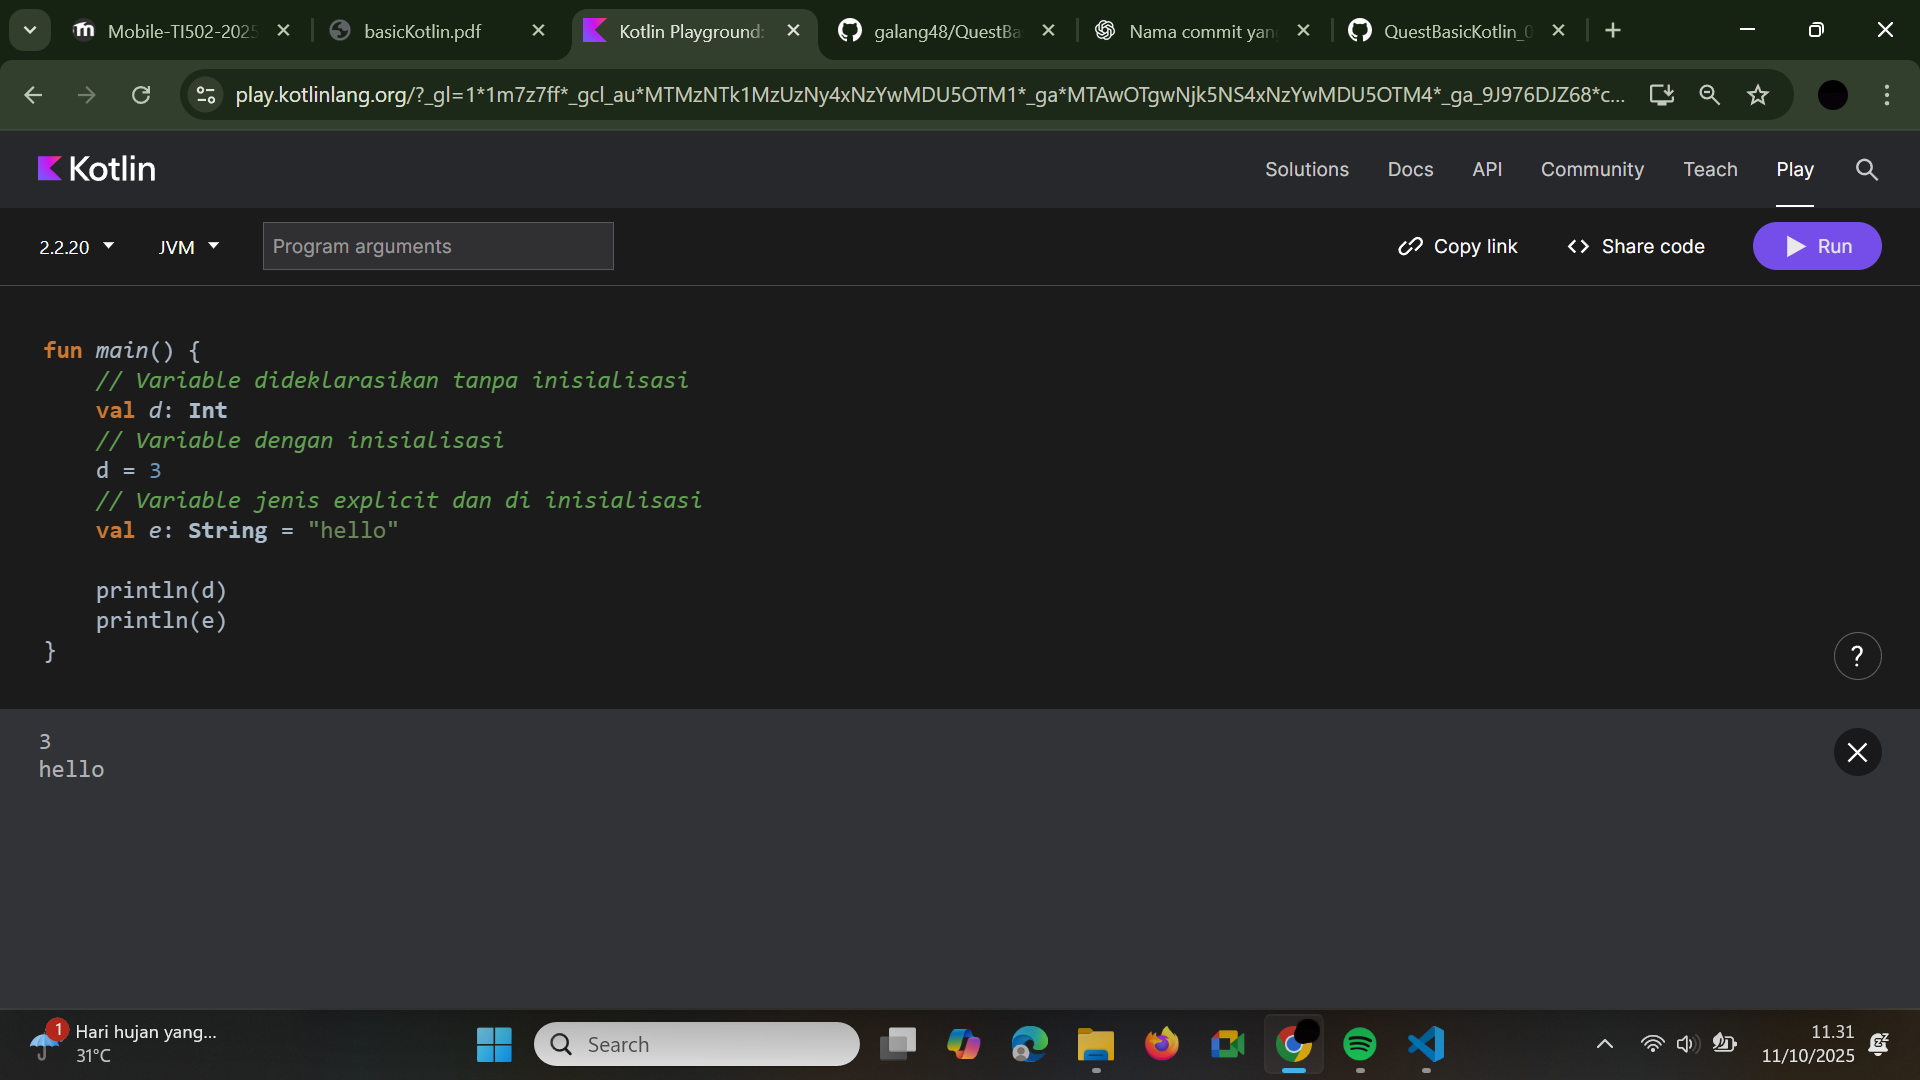 Mobile-TI502-2025
basicKotlin.pdf
Kotlin Playground:
galang48/QuestBa
Nama commit yang
QuestBasicKotlin_0
play.kotlinlang.org/?_gl=1*1m7z7ff*_gcl_au*MTMzNTk1MzUzNy4xNzYwMDU5OTM1*_ga*MTAwOTgwNjk5NS4xNzYwMDU5OTM4*_ga_9J976DJZ68*c...
Kotlin
Solutions
Docs
API
Community
Teach
Play
2.2.20
JVM
Program arguments
Copy link
Share code
Run
fun main() {
// Variable dideklarasikan tanpa inisialisasi
val d: Int
// Variable dengan inisialisasi
d = 3
// Variable jenis explicit dan di inisialisasi
val e: String = "hello"
println(d)
println(e)
}
?
3
hello
1
Hari hujan yang...
31°C
Search
11.31
11/10/2025